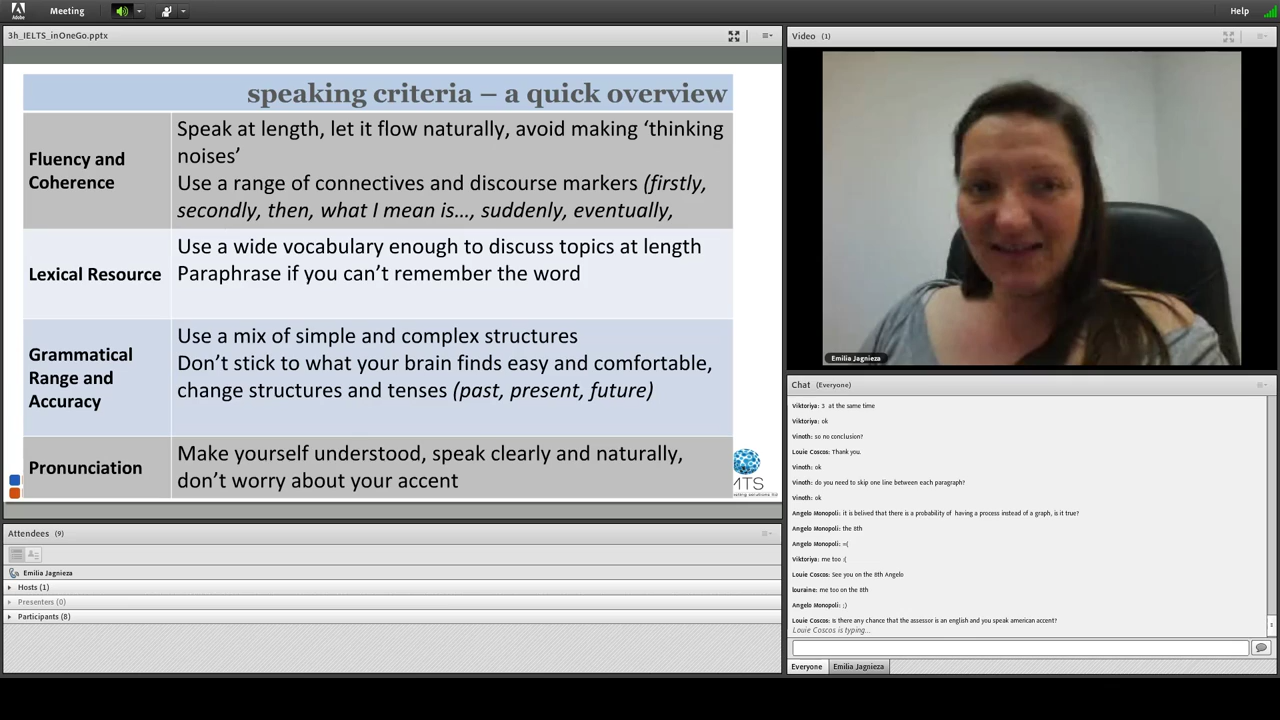 Adobe
Meeting
Help
3h_IELTS_inOneGo.pptx
speaking criteria – a quick overview
Fluency and
Coherence
Speak at length, let it flow naturally, avoid making ‘thinking
noises’
Use a range of connectives and discourse markers (firstly,
secondly, then, what I mean is…, suddenly, eventually,
Lexical Resource
Use a wide vocabulary enough to discuss topics at length
Paraphrase if you can’t remember the word
Grammatical
Range and
Accuracy
Use a mix of simple and complex structures
Don’t stick to what your brain finds easy and comfortable,
change structures and tenses (past, present, future)
Pronunciation
Make yourself understood, speak clearly and naturally,
don’t worry about your accent
MTS
Attendees (9)
Emilia Jagnieza
Hosts (1)
Presenters (0)
Participants (8)
Video (1)
Emilia Jagnieza
Chat (Everyone)
Viktoriya: 3 at the same time
Viktoriya: ok
Vinoth: so no conclusion?
Louie Coscos: Thank you.
Vinoth: ok
Vinoth: do you need to skip one line between each paragraph?
Vinoth: ok
Angelo Monopoli: it is belived that there is a probability of having a process instead of a graph, is it true?
Angelo Monopoli: the 8th
Angelo Monopoli: =(
Viktoriya: me too :(
Louie Coscos: See you on the 8th Angelo
louraine: me too on the 8th
Angelo Monopoli: ;)
Louie Coscos: Is there any chance that the assessor is an english and you speak american accent?
Louie Coscos is typing...
Everyone
Emilia Jagnieza